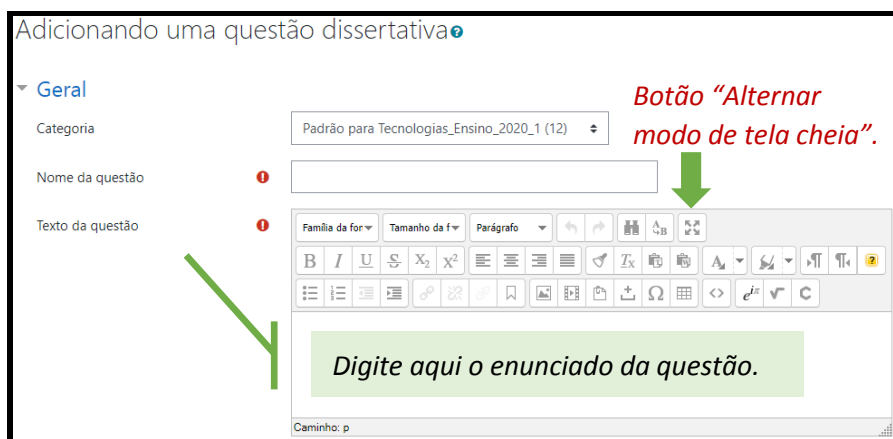 Adicionando uma questão dissertativa
Geral
Botão “Alternar
modo de tela cheia”.
Categoria
Padrão para Tecnologias_Ensino_2020_1 (12)
Nome da questão
Texto da questão
Família da for Tamanho da f Parágrafo
Digite aqui o enunciado da questão.
Caminho: p